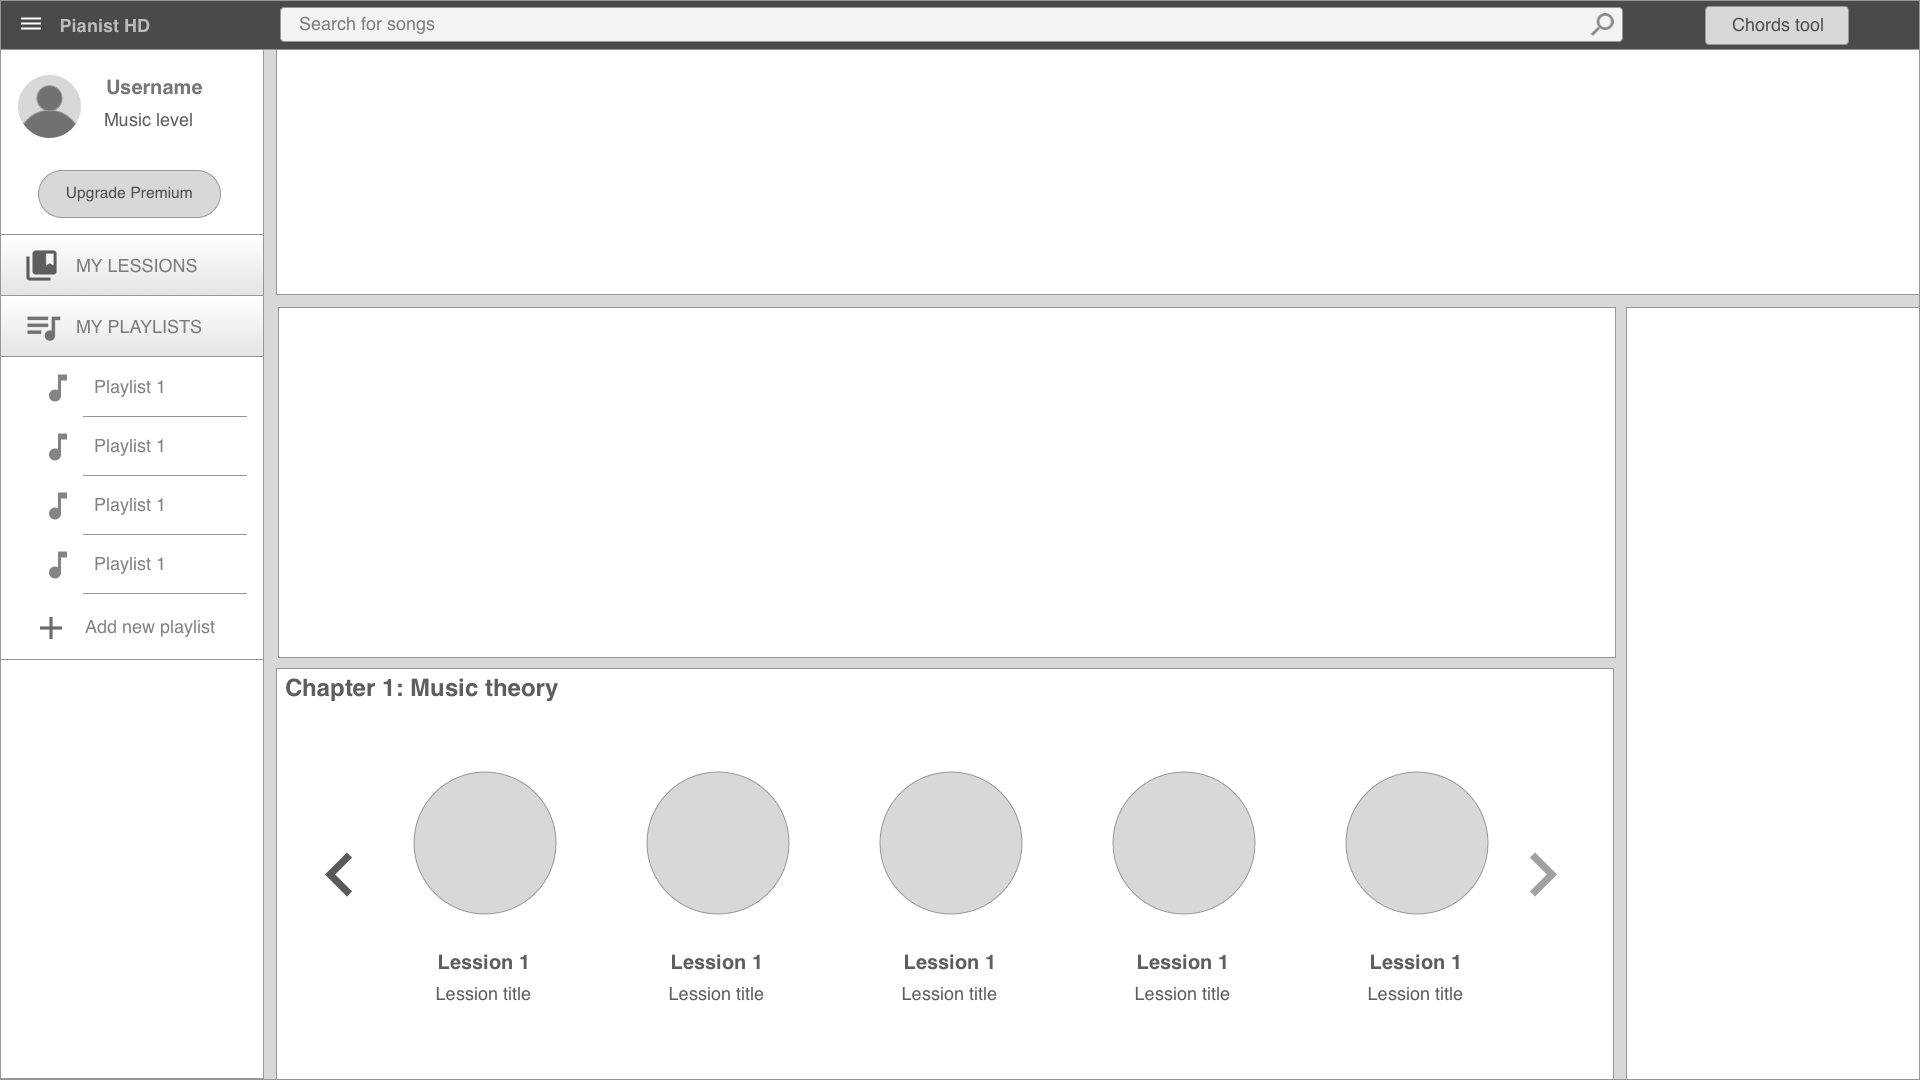 Pianist HD
Search for songs
Chords tool
Username
Music level
Upgrade Premium
MY LESSIONS
MY PLAYLISTS
Playlist 1
Playlist 1
Playlist 1
Playlist 1
Add new playlist
Chapter 1: Music theory
Lession 1
Lession title
Lession 1
Lession title
Lession 1
Lession title
Lession 1
Lession title
Lession 1
Lession title